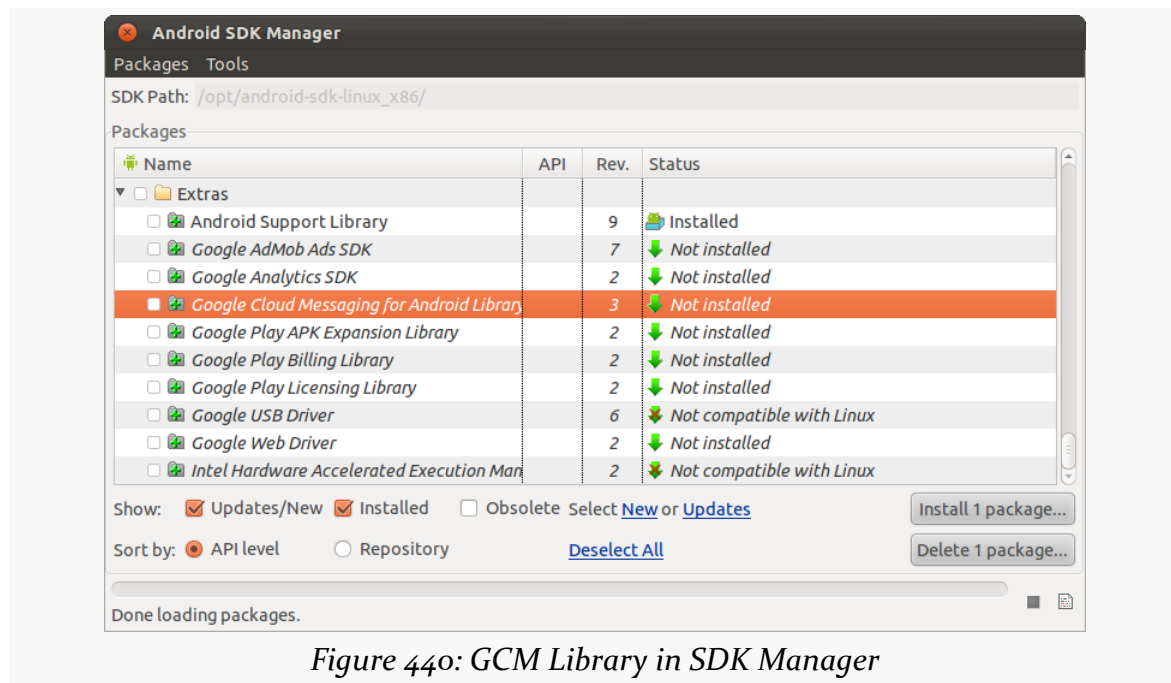 Android SDK Manager
Packages Tools
SDK Path: /opt/android-sdk-linux_x86/
Packages
Name API Rev. Status
Extras
Android Support Library 9 Installed
Google AdMob Ads SDK 7 Not installed
Google Analytics SDK 2 Not installed
Google Cloud Messaging for Android Library 3 Not installed
Google Play APK Expansion Library 2 Not installed
Google Play Billing Library 2 Not installed
Google Play Licensing Library 2 Not installed
Google USB Driver 6 Not compatible with Linux
Google Web Driver 2 Not installed
Intel Hardware Accelerated Execution Man 2 Not compatible with Linux
Show: Updates/New Installed Obsolete Select New or Updates Install 1 package...
Sort by: API level Repository Deselect All Delete 1 package...
Done loading packages.
Figure 440: GCM Library in SDK Manager